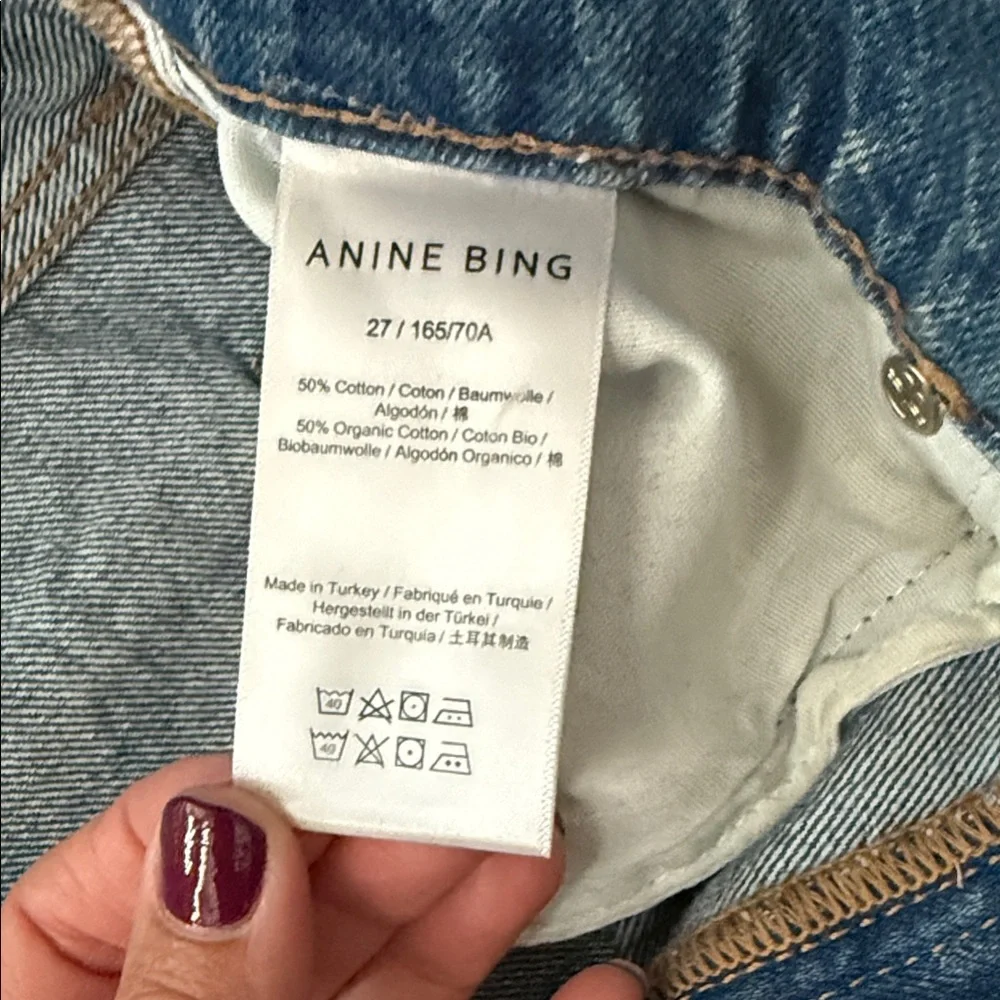 ANINE BING
27 / 165/70A
50% Cotton / Coton / Baumwolle /
Algodón / 棉
50% Organic Cotton / Coton Bio /
Biobaumwolle / Algodón Organico / 棉
Made in Turkey / Fabriqué en Turquie /
Hergestellt in der Türkei /
Fabricado en Turquía / 土耳其制造
40
40